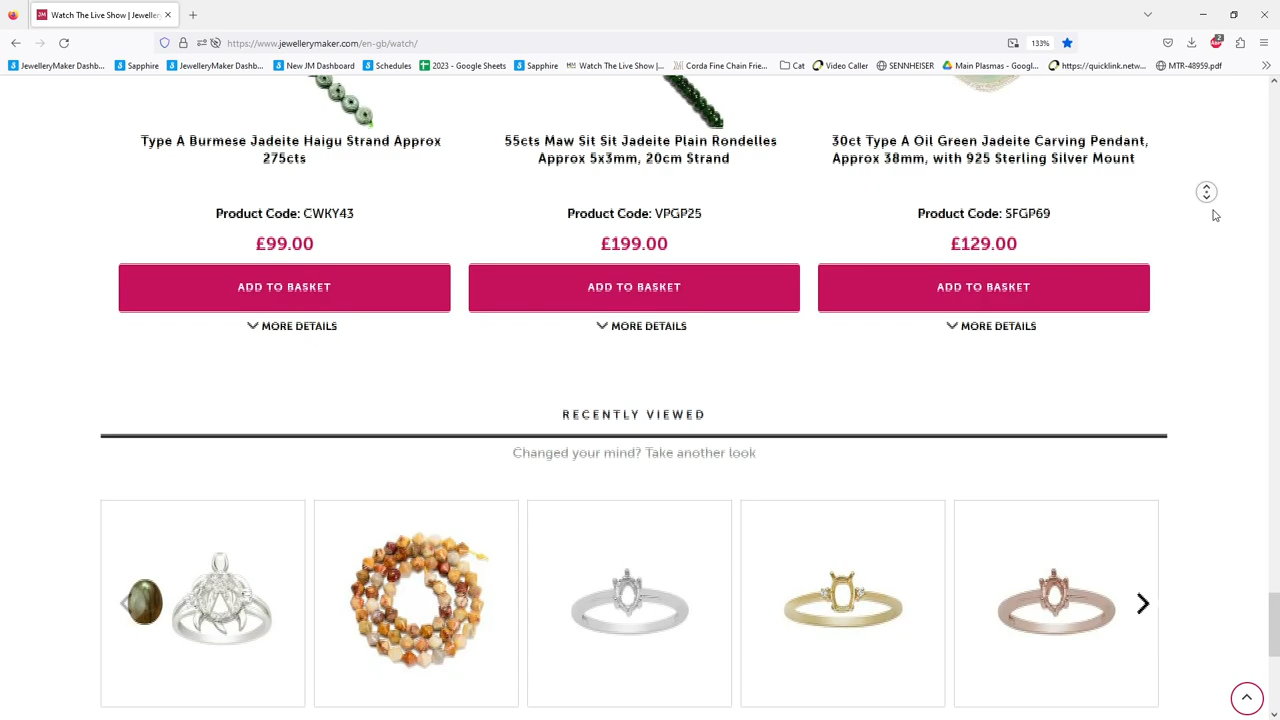 Watch The Live Show | Jeweller
https://www.jewellerymaker.com/en-gb/watch/
133%
2
JewelleryMaker Dashb...
Sapphire
JewelleryMaker Dashb...
New JM Dashboard
Schedules
2023 - Google Sheets
Sapphire
Watch The Live Show |...
Corda Fine Chain Frie...
Cat
Video Caller
SENNHEISER
Main Plasmas - Googl...
https://quicklink.netw...
MTR-48959.pdf
Type A Burmese Jadeite Haigu Strand Approx
275cts
Product Code: CWKY43
£99.00
ADD TO BASKET
MORE DETAILS
55cts Maw Sit Sit Jadeite Plain Rondelles
Approx 5x3mm, 20cm Strand
Product Code: VPGP25
£199.00
ADD TO BASKET
MORE DETAILS
30ct Type A Oil Green Jadeite Carving Pendant,
Approx 38mm, with 925 Sterling Silver Mount
Product Code: SFGP69
£129.00
ADD TO BASKET
MORE DETAILS
RECENTLY VIEWED
Changed your mind? Take another look